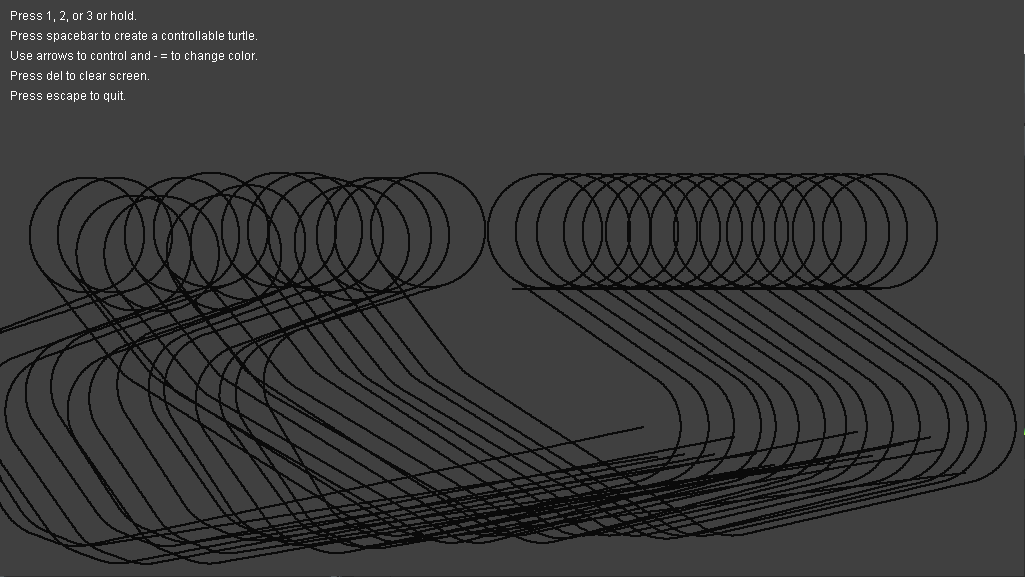 Press 1, 2, or 3 or hold.
Press spacebar to create a controllable turtle.
Use arrows to control and - = to change color.
Press del to clear screen.
Press escape to quit.